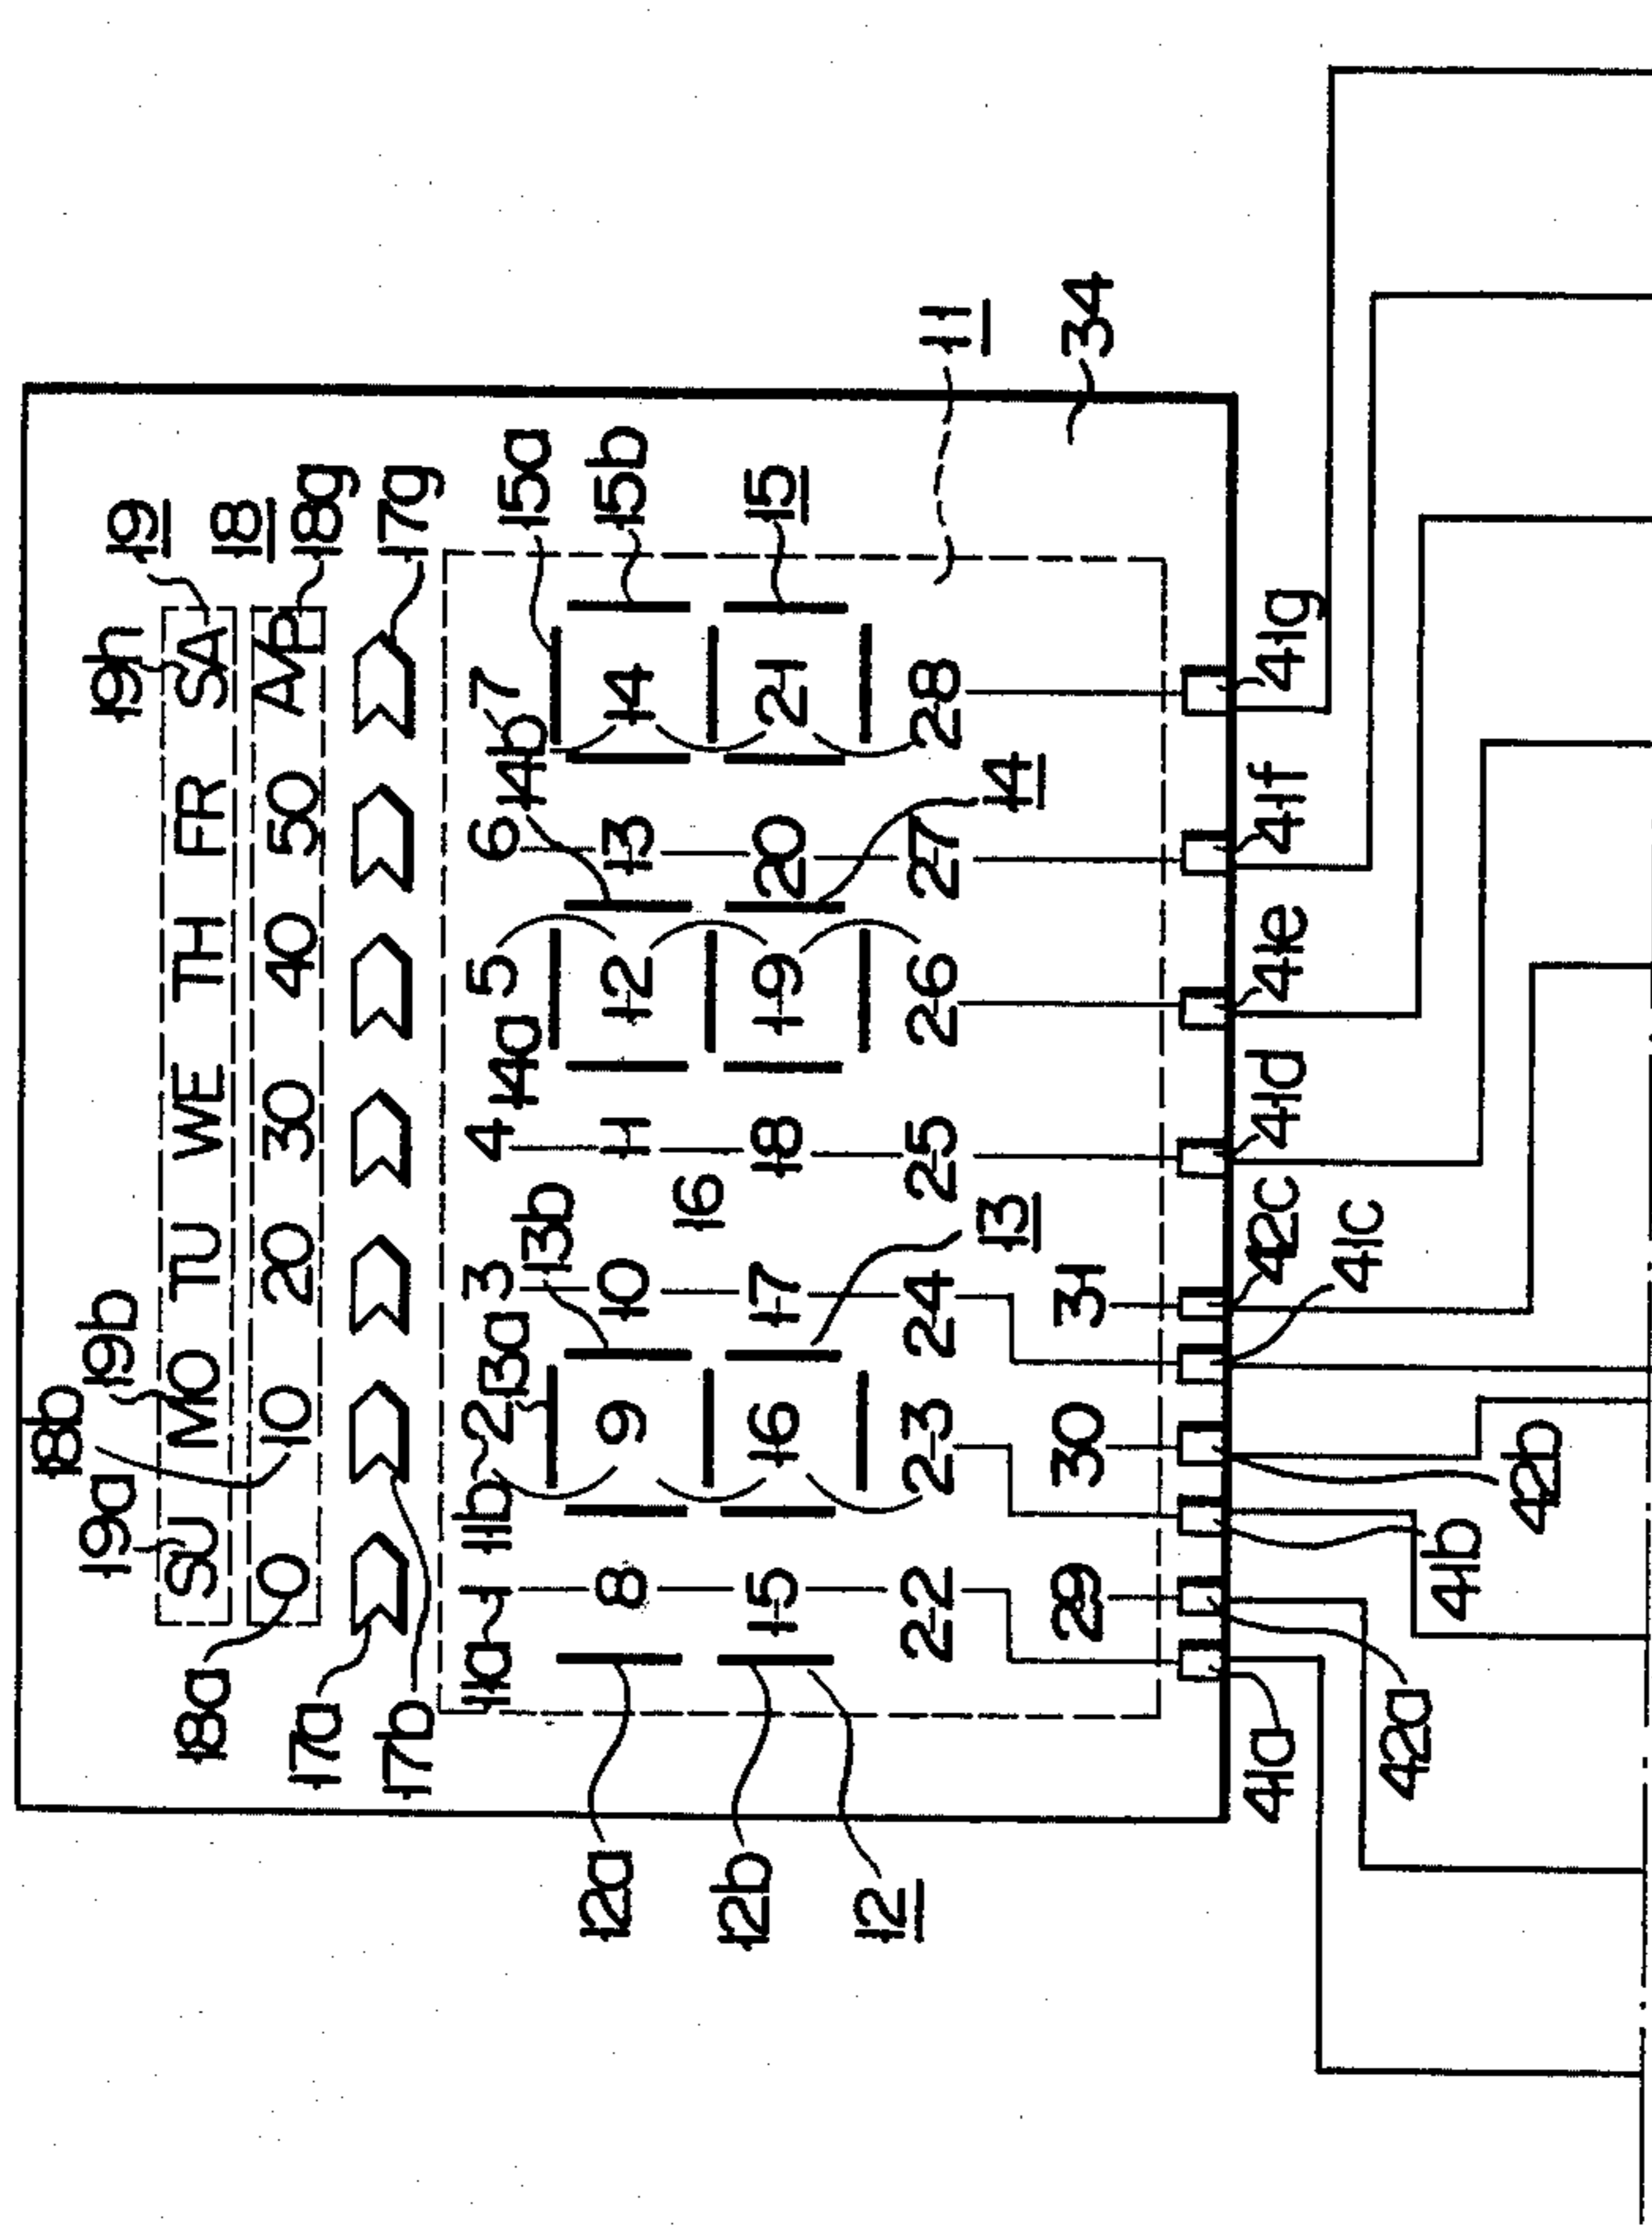 19
18b 19b 19h
19a 18
SU MO TU WE TH FR SA
18g
0 10 20 30 40 50 A/P
18a
17g
17a
17b
1 2 3 4 5 6 7
11a 11b 13a 13b 14a 14b 15a
8 9 10 11 12 13 14
12a 15b
16
15 16 17 18 19 20 21
12b 15
12
22 23 24 25 26 27 28
11
13 14
29 30 31
34
41a 42c 41d 41e 41f 41g
41c
42a 41b
42b